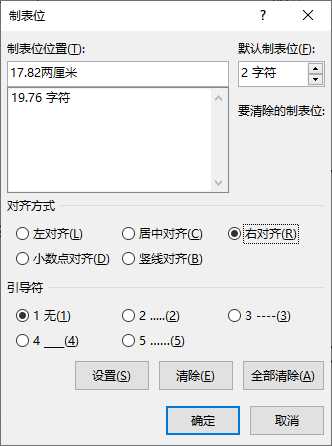 制表位
?
制表位位置(T):
默认制表位(F):
17.82两厘米
2 字符
19.76 字符
要清除的制表位:
对齐方式
左对齐(L) 居中对齐(C) 右对齐(R)
小数点对齐(D) 竖线对齐(B)
引导符
1 无(1) 2 .....(2) 3 ----(3)
4 ___(4) 5 ......(5)
设置(S) 清除(E) 全部清除(A)
确定 取消